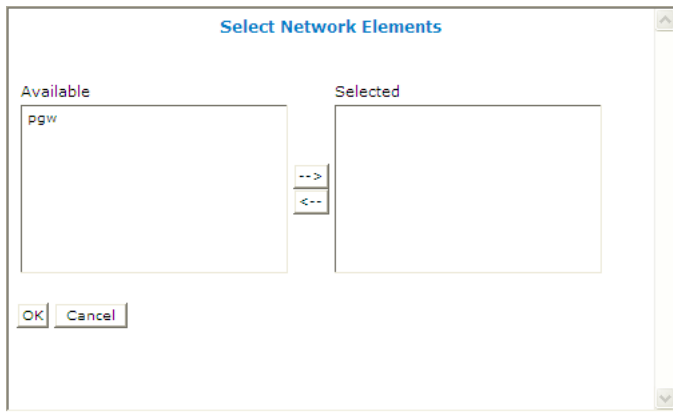 Select Network Elements
Available
Selected
pgw
-->
<--
OK
Cancel